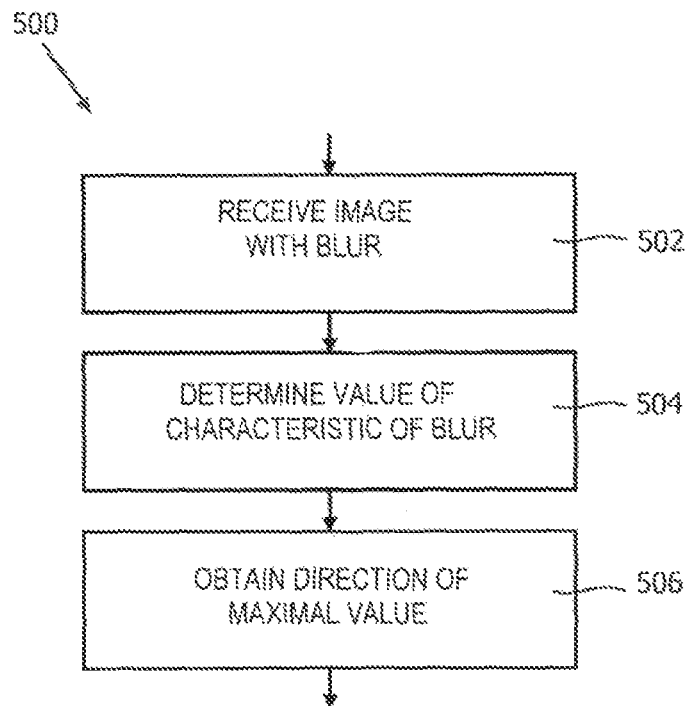 500
RECEIVE IMAGE
WITH BLUR
502
DETERMINE VALUE OF
CHARACTERISTIC OF BLUR
504
OBTAIN DIRECTION OF
MAXIMAL VALUE
506